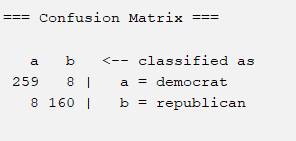 === Confusion Matrix ===
a b <-- classified as
259 8 | a = democrat
8 160 | b = republican